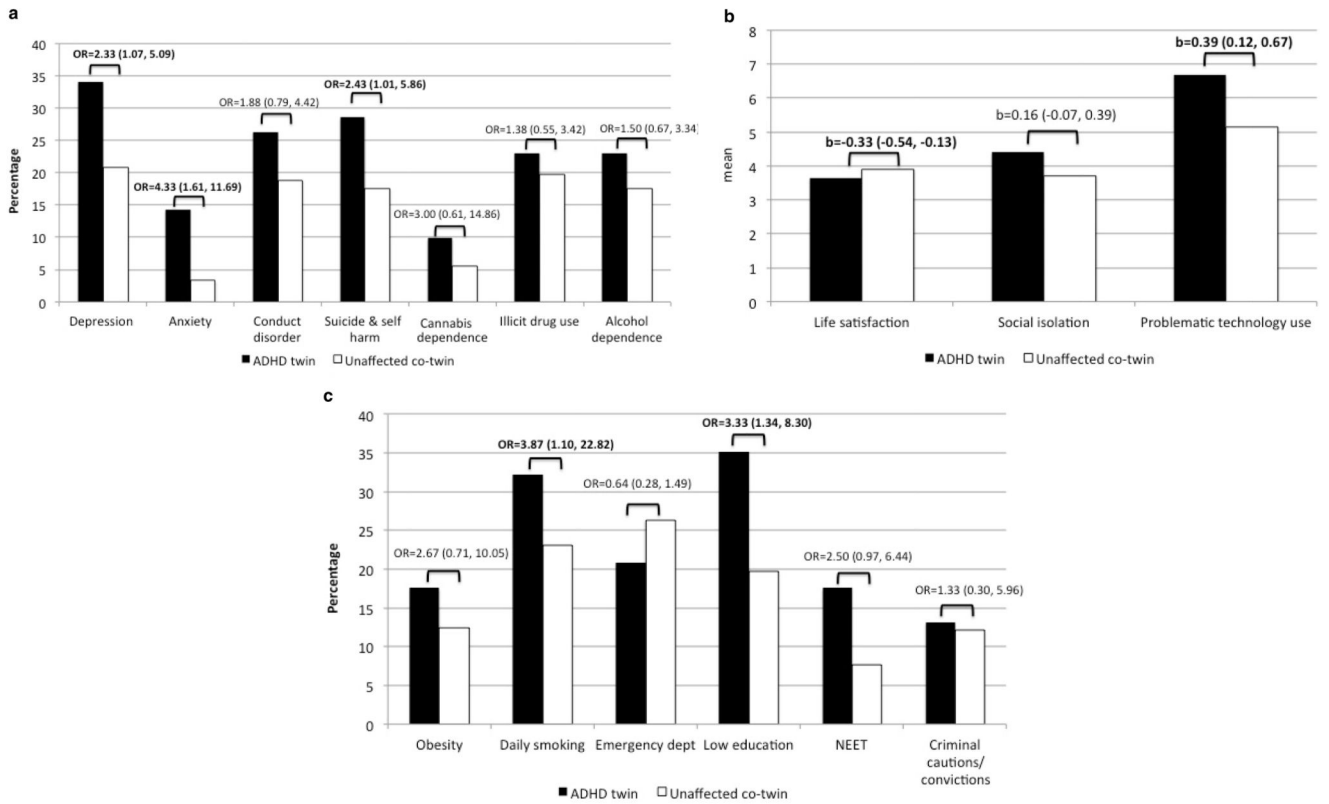 a
40
35
30
25
20
15
10
5
0
Percentage
OR=2.33 (1.07, 5.09)
OR=4.33 (1.61, 11.69)
OR=1.88 (0.79, 4.42)
OR=2.43 (1.01, 5.86)
OR=3.00 (0.61, 14.86)
OR=1.38 (0.55, 3.42)
OR=1.50 (0.67, 3.34
Depression
Anxiety
Conduct
disorder
Suicide & self
harm
Cannabis
dependence
Illicit drug use
Alcohol
dependence
ADHD twin
Unaffected co-twin
b
8
7
6
5
4
3
2
1
0
mean
b=-0.33 (-0.54, -0.13)
b=0.16 (-0.07, 0.39)
b=0.39 (0.12, 0.67)
Life satisfaction
Social isolation
Problematic technology use
ADHD twin
Unaffected co-twin
c
40
35
30
25
20
15
10
5
0
Percentage
OR=2.67 (0.71, 10.05)
OR=3.87 (1.10, 22.82)
OR=0.64 (0.28, 1.49)
OR=3.33 (1.34, 8.30)
OR=2.50 (0.97, 6.44)
OR=1.33 (0.30, 5.96)
Obesity
Daily smoking
Emergency dept
Low education
NEET
Criminal
cautions/
convictions
ADHD twin
Unaffected co-twin